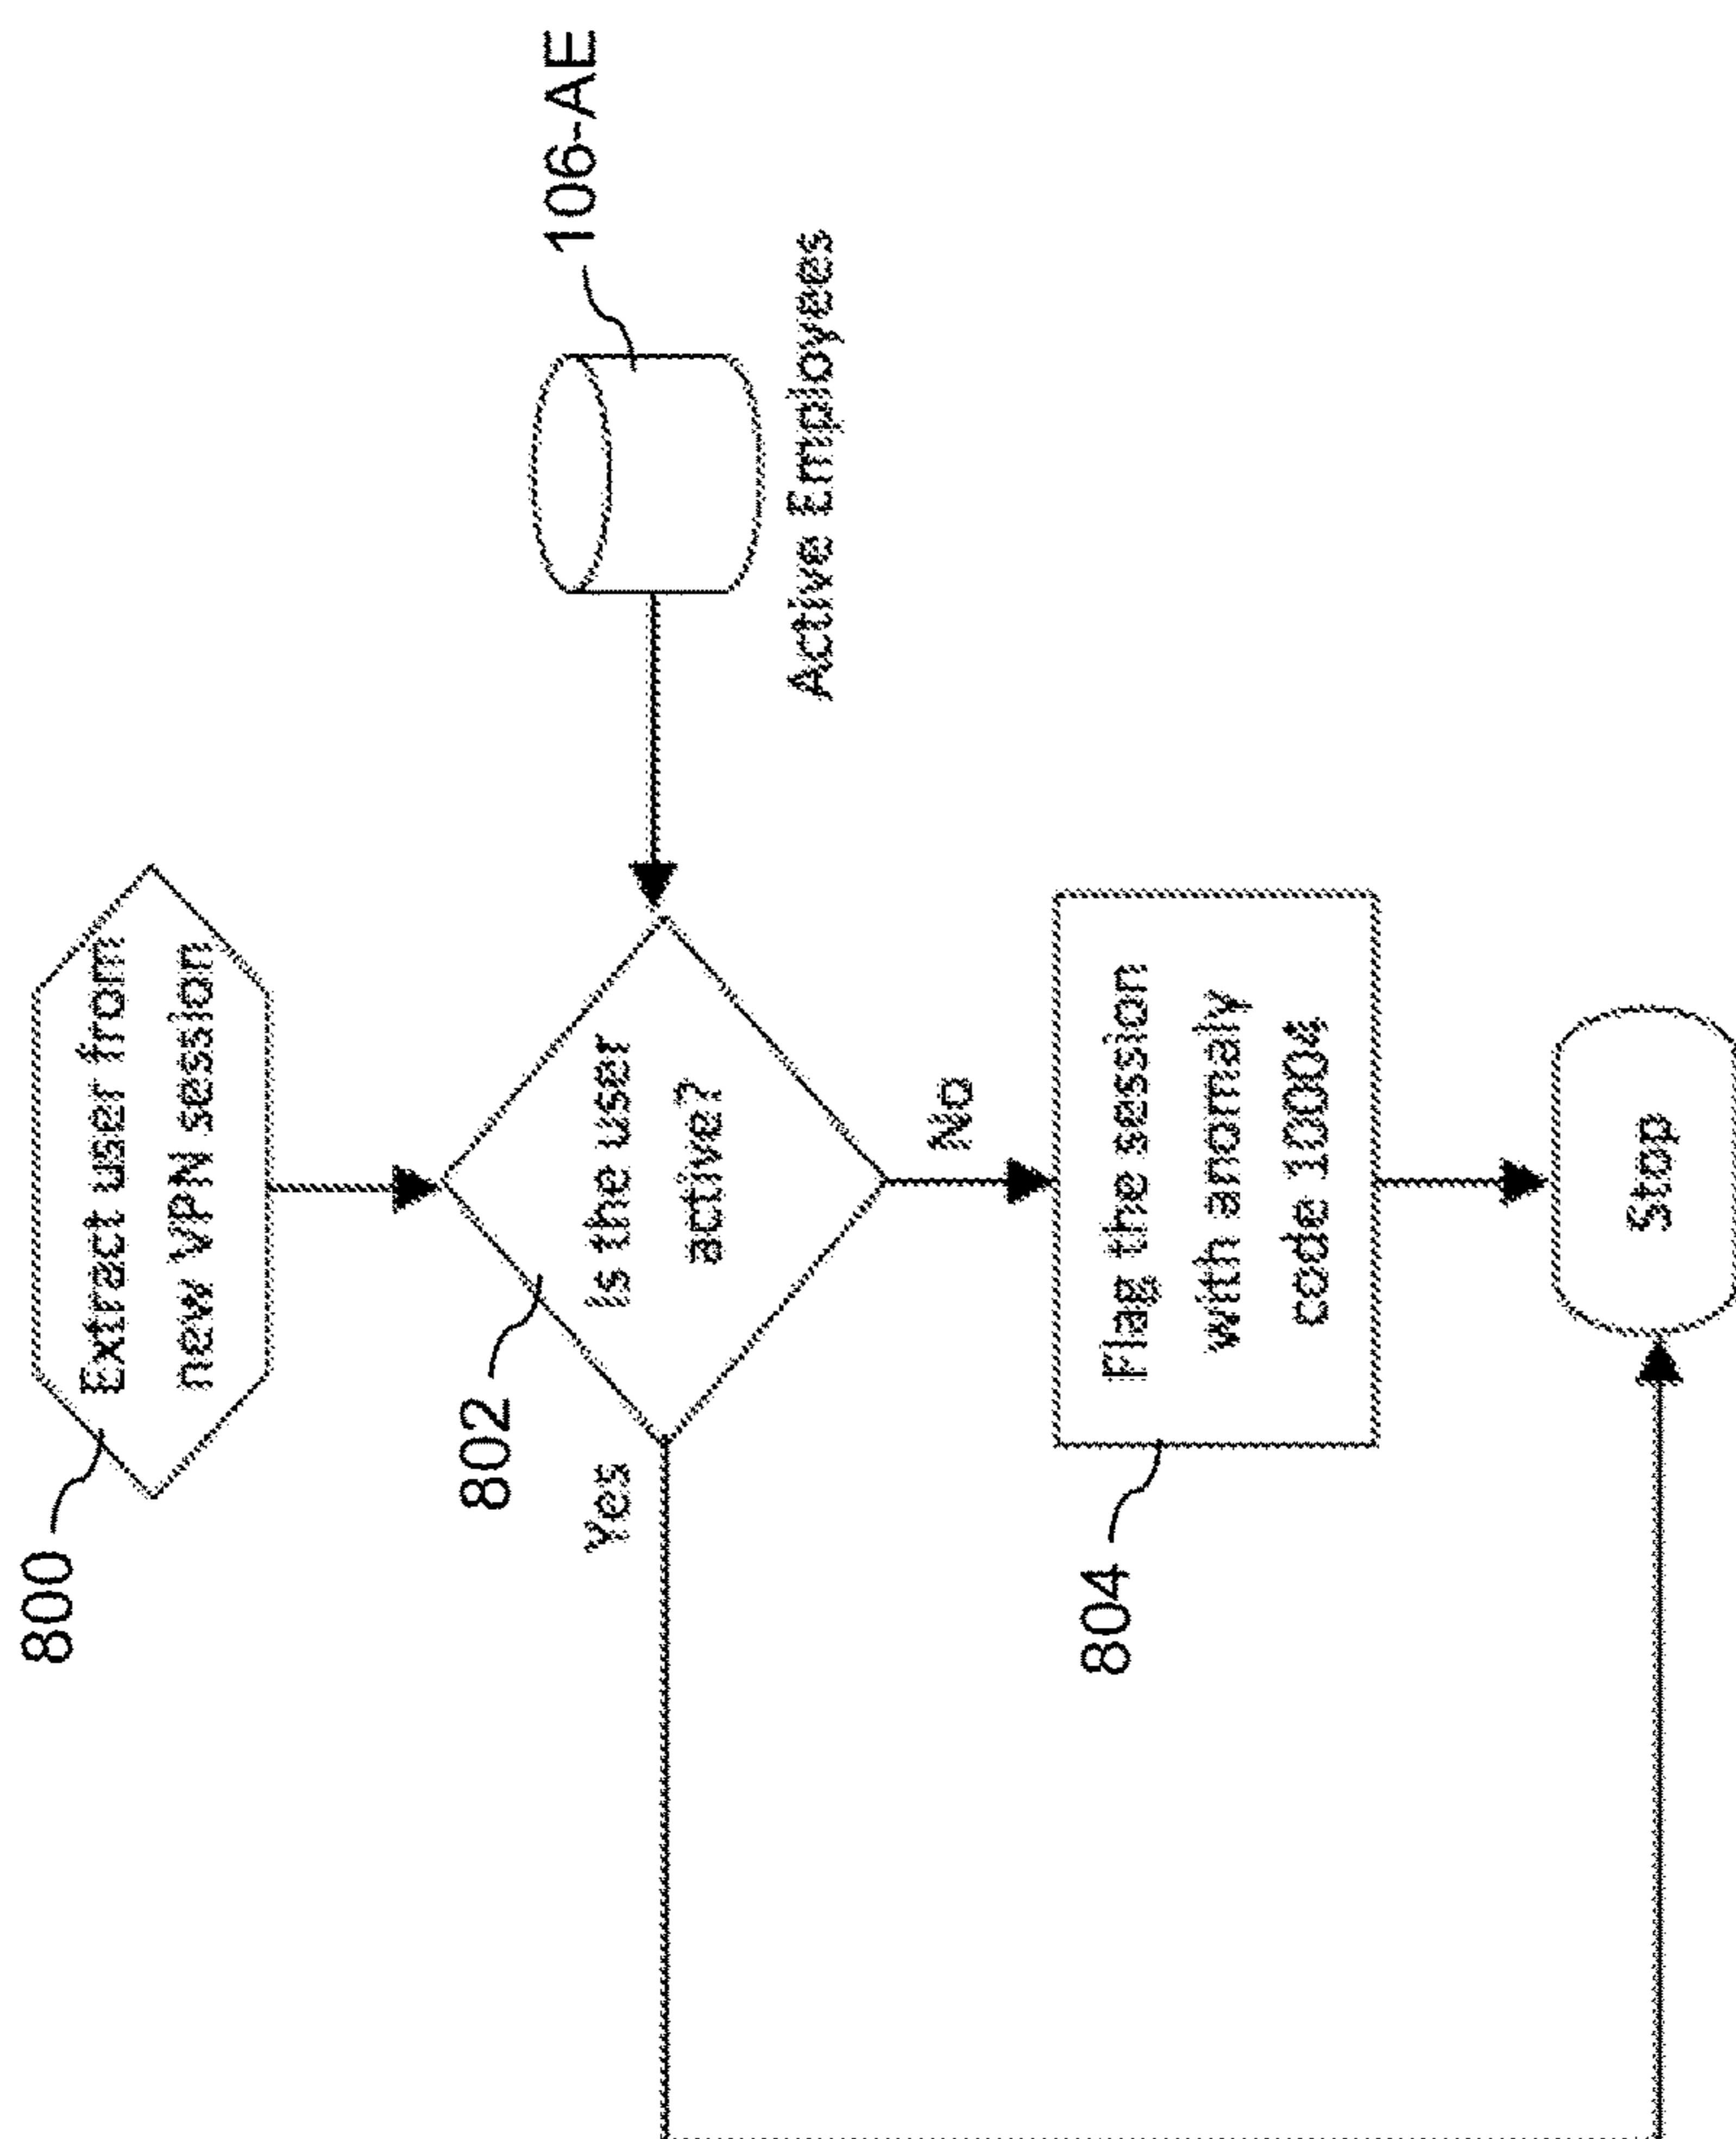 800
Extract user from
new VPN session
802
Is the user
active?
106-AE
Active Employees
Yes
No
804
Flag the session
with anomaly
code 10004
Stop